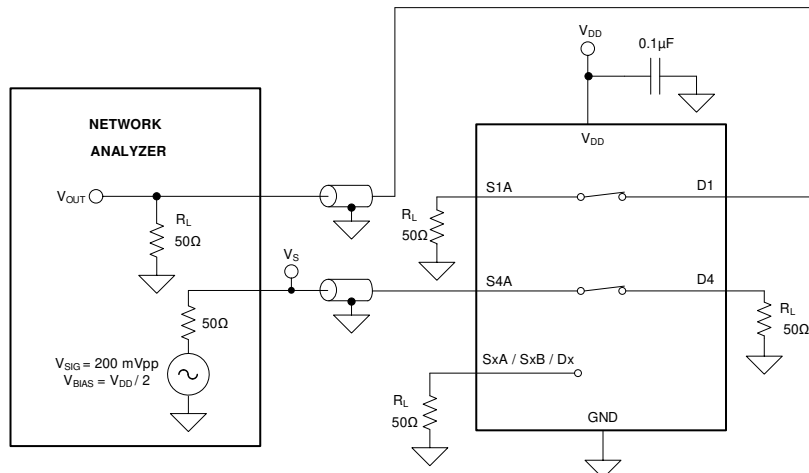 V_DD
0.1µF
NETWORK
ANALYZER
V_DD
V_OUT
S1A
D1
R_L
50Ω
R_L
50Ω
V_S
S4A
D4
50Ω
R_L
50Ω
V_SIG = 200 mVpp
V_BIAS = V_DD / 2
SxA / SxB / Dx
R_L
50Ω
GND